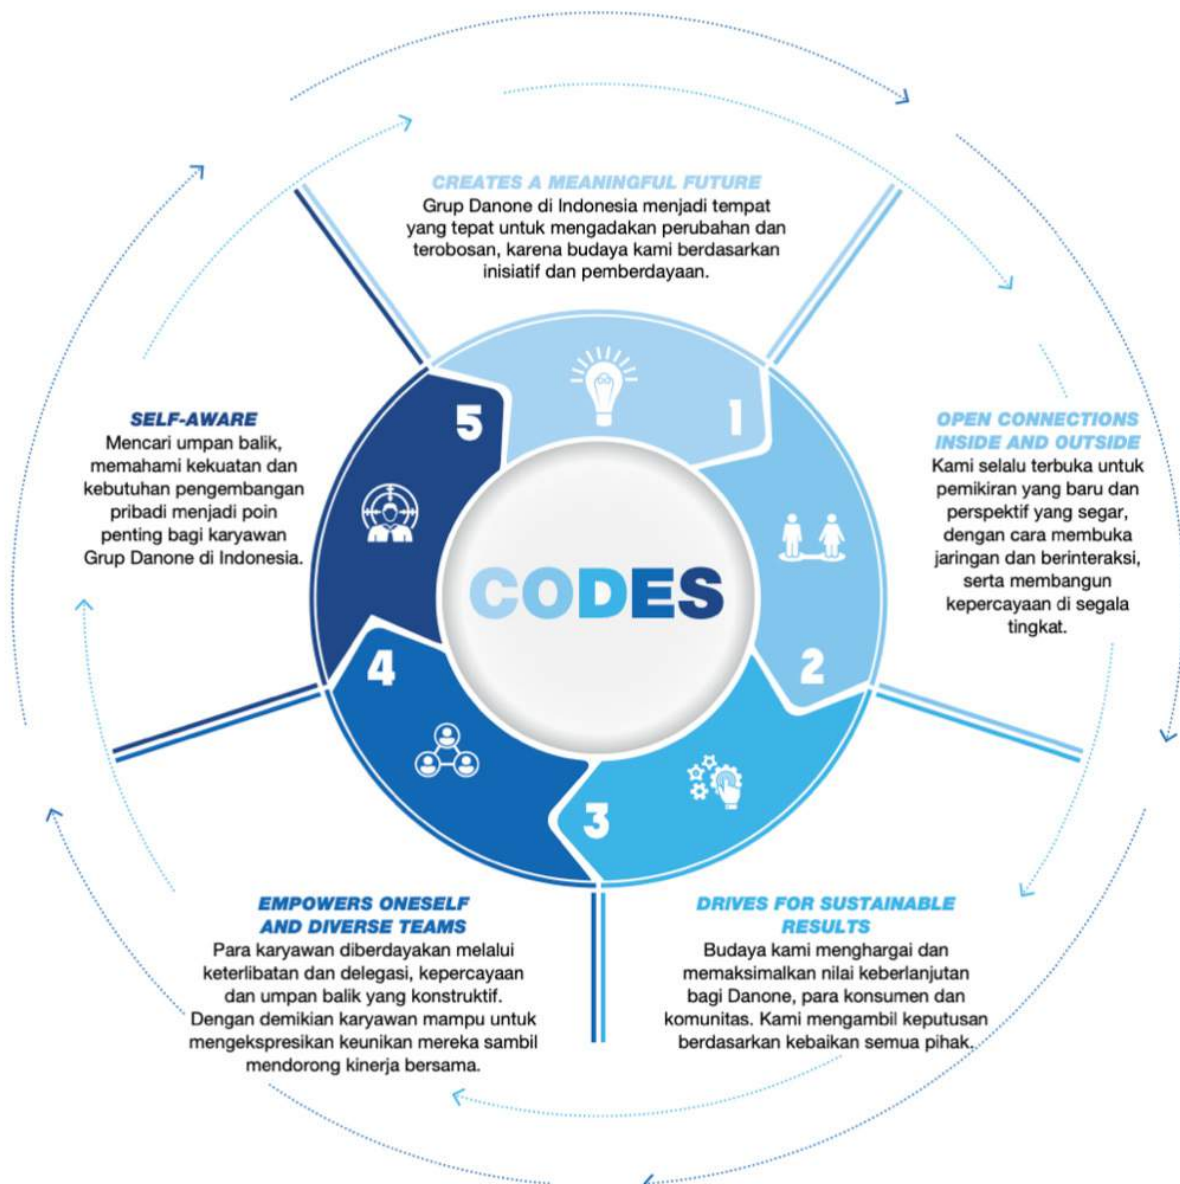 CREATES A MEANINGFUL FUTURE
Grup Danone di Indonesia menjadi tempat
yang tepat untuk mengadakan perubahan dan
terobosan, karena budaya kami berdasarkan
inisiatif dan pemberdayaan.
1
OPEN CONNECTIONS
INSIDE AND OUTSIDE
Kami selalu terbuka untuk
pemikiran yang baru dan
perspektif yang segar,
dengan cara membuka
jaringan dan berinteraksi,
serta membangun
kepercayaan di segala
tingkat.
2
DRIVES FOR SUSTAINABLE
RESULTS
Budaya kami menghargai dan
memaksimalkan nilai keberlanjutan
bagi Danone, para konsumen dan
komunitas. Kami mengambil keputusan
berdasarkan kebaikan semua pihak.
3
EMPOWERS ONESELF
AND DIVERSE TEAMS
Para karyawan diberdayakan melalui
keterlibatan dan delegasi, kepercayaan
dan umpan balik yang konstruktif.
Dengan demikian karyawan mampu untuk
mengekspresikan keunikan mereka sambil
mendorong kinerja bersama.
4
SELF-AWARE
Mencari umpan balik,
memahami kekuatan dan
kebutuhan pengembangan
pribadi menjadi poin
penting bagi karyawan
Grup Danone di Indonesia.
5
CODES